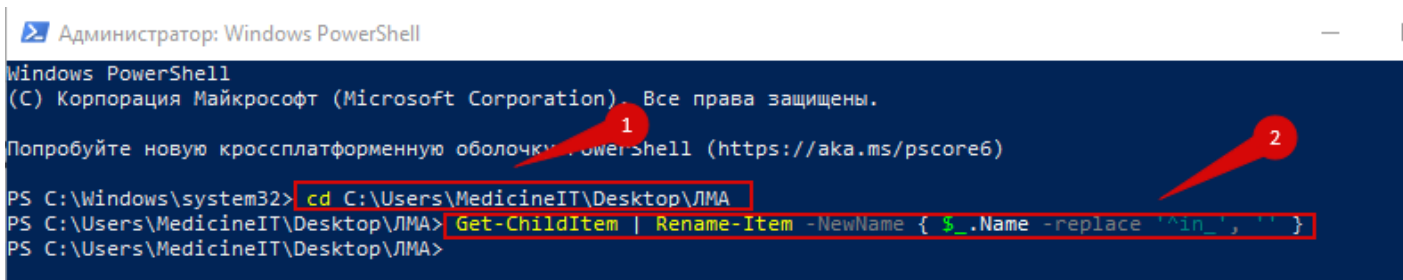 Администратор: Windows PowerShell
Windows PowerShell
(C) Корпорация Майкрософт (Microsoft Corporation). Все права защищены.
1
2
Попробуйте новую кроссплатформенную оболочку PowerShell (https://aka.ms/pscore6)
PS C:\Windows\system32> cd C:\Users\MedicineIT\Desktop\ЛМА
PS C:\Users\MedicineIT\Desktop\ЛМА> Get-ChildItem | Rename-Item -NewName { $_.Name -replace '^in_', '' }
PS C:\Users\MedicineIT\Desktop\ЛМА>